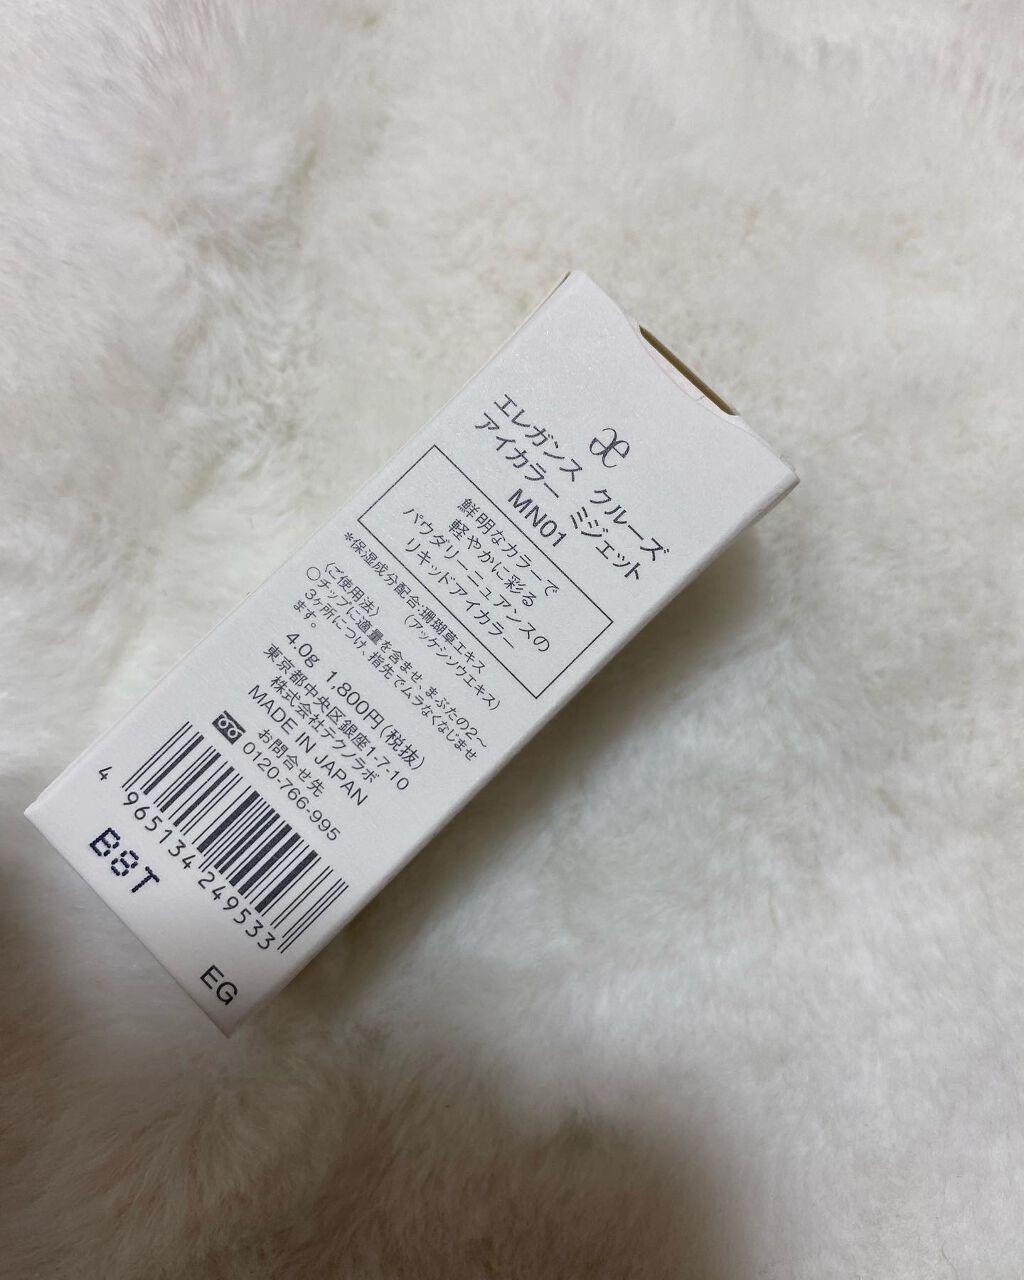 æ
エレガンス クルーズ
アイカラー ミジェット
MN01
鮮明なカラーで
軽やかに彩る
パウダリーニュアンスの
リキッドアイカラー
*保湿成分配合:珊瑚草エキス
(アッケシソウエキス)
〈ご使用法〉
○チップに適量を含ませ、まぶたの2～
3ヶ所につけ、指先でムラなくなじませ
ます。
4.0g 1,800円(税抜)
東京都中央区銀座1-7-10
株式会社テクノラボ
MADE IN JAPAN
お問合せ先
0120-766-995
4 965134 249533
B8T
EG